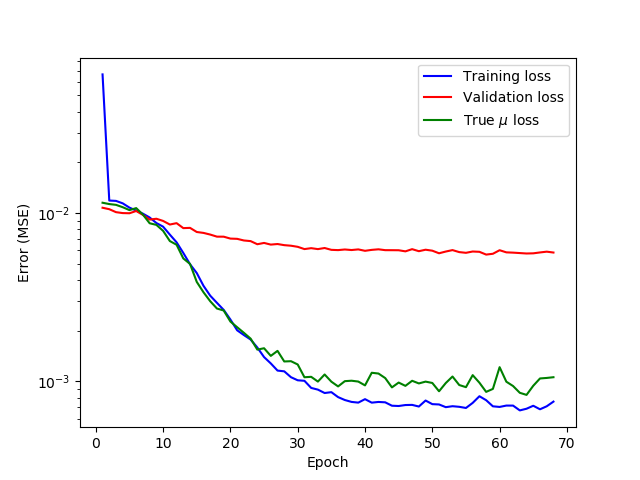 Training loss
Validation loss
True μ loss
Error (MSE)
10⁻²
10⁻³
0 10 20 30 40 50 60 70
Epoch